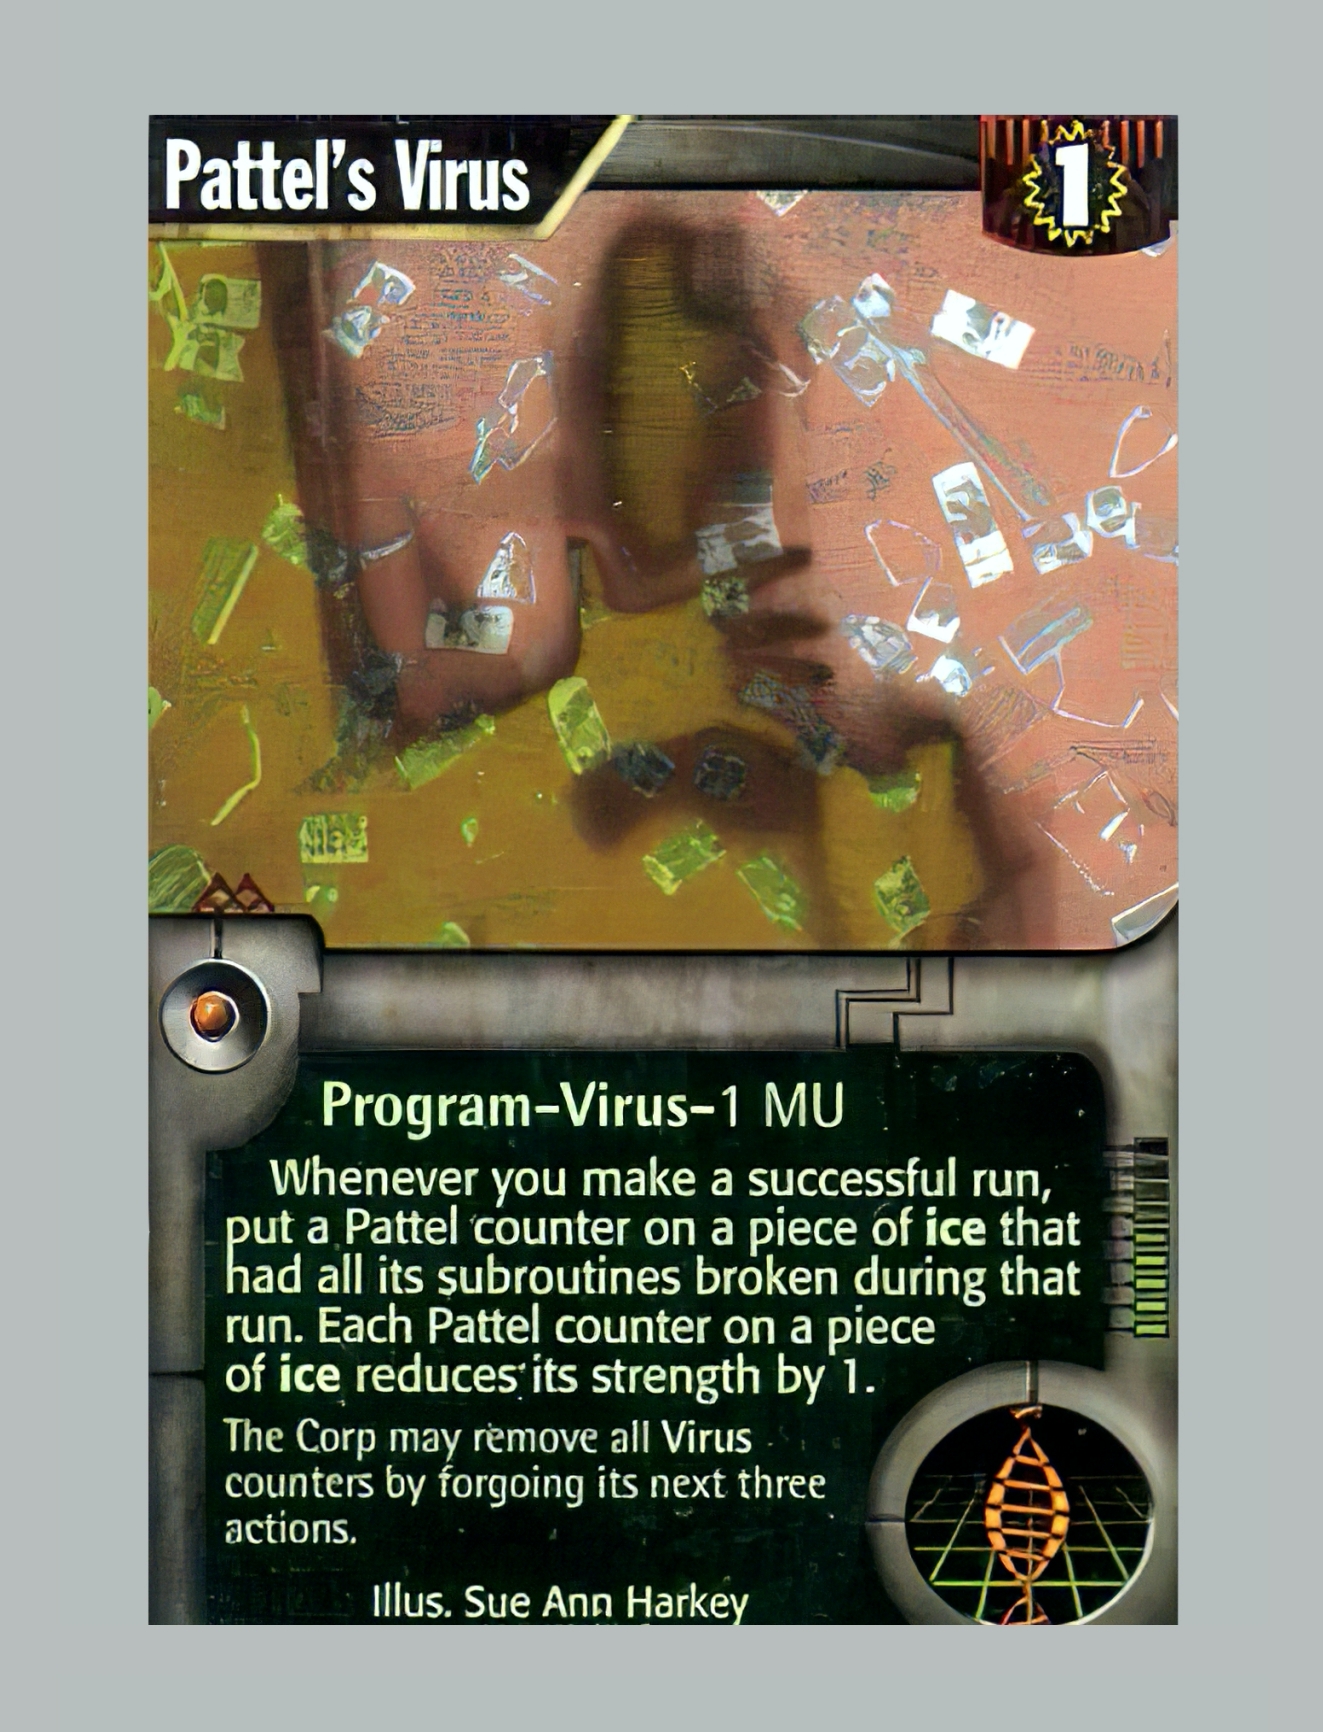 Pattel's Virus
1
Program–Virus–1 MU
Whenever you make a successful run,
put a Pattel counter on a piece of ice that
had all its subroutines broken during that
run. Each Pattel counter on a piece
of ice reduces its strength by 1.
The Corp may remove all Virus
counters by forgoing its next three
actions.
Illus. Sue Ann Harkey